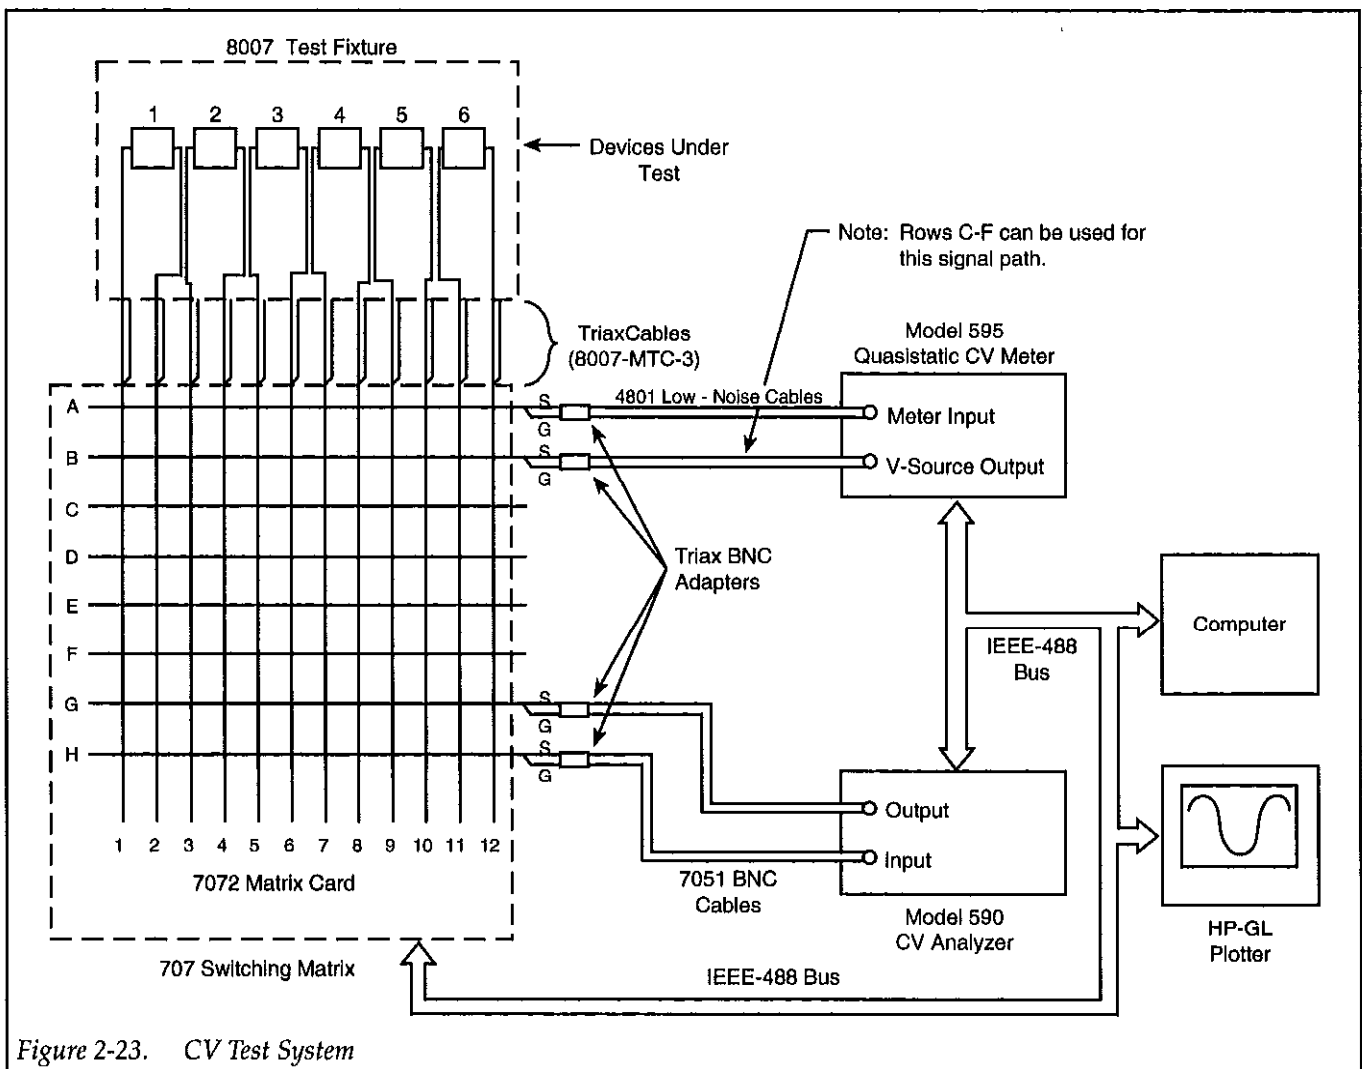 8007 Test Fixture
1 2 3 4 5 6
Devices Under
Test
Note: Rows C-F can be used for
this signal path.
TriaxCables
(8007-MTC-3)
Model 595
Quasistatic CV Meter
4801 Low - Noise Cables
A
S
G
Meter Input
B
S
G
V-Source Output
C
D
E
F
Triax BNC
Adapters
Computer
IEEE-488
Bus
G
S
G
H
S
G
Output
Input
1 2 3 4 5 6 7 8 9 10 11 12
7072 Matrix Card
7051 BNC
Cables
Model 590
CV Analyzer
HP-GL
Plotter
707 Switching Matrix
IEEE-488 Bus
Figure 2-23. CV Test System